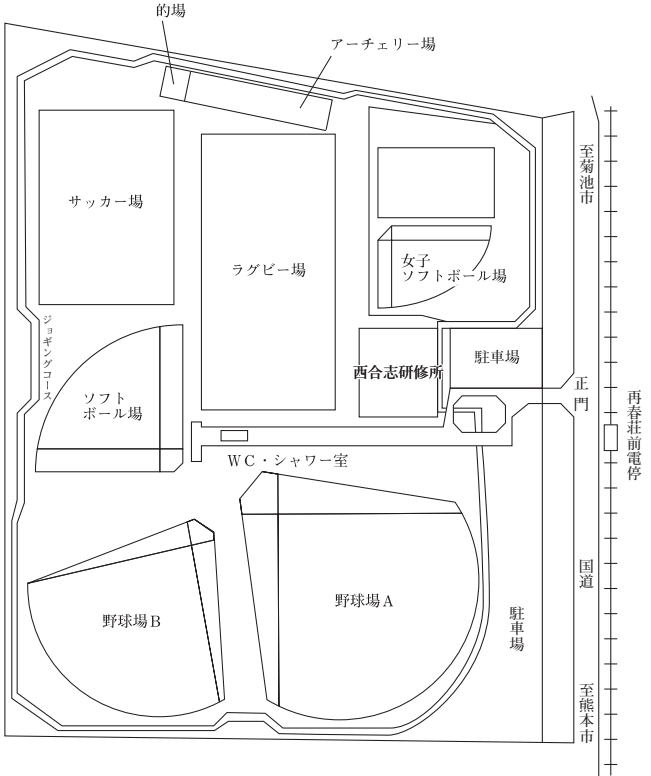 的場
アーチェリー場
至菊池市
サッカー場
女子
ソフトボール場
ラグビー場
ジョギングコース
駐車場
西合志研修所
正門
再春荘前電停
ソフト
ボール場
WC・シャワー室
国道
野球場A
野球場B
駐車場
至熊本市